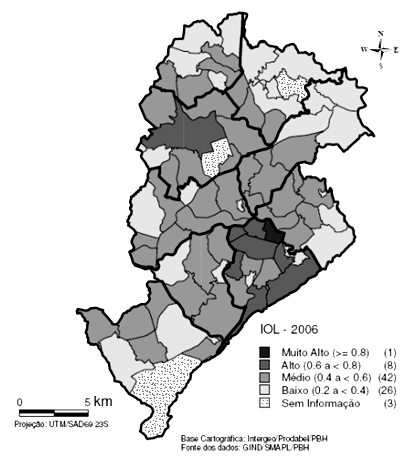 N
W E
S
IOL - 2006
Muito Alto (>= 0.8) (1)
Alto (0.6 a < 0.8) (8)
Médio (0.4 a < 0.6) (42)
Baixo (0.2 a < 0.4) (26)
Sem Informação (3)
0 5 km
Projeção: UTM/SAD69 23S
Base Cartográfica: Intergeo/Prodabel/PBH
Fonte dos dados: GIND/SMAPL/PBH